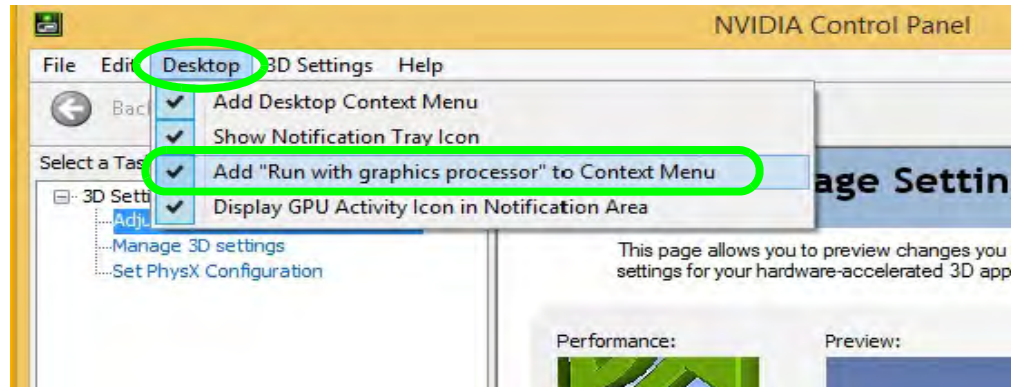 NVIDIA Control Panel
File Edit Desktop 3D Settings Help
Back
Add Desktop Context Menu
Show Notification Tray Icon
Add "Run with graphics processor" to Context Menu
Display GPU Activity Icon in Notification Area
Select a Tas
3D Setti
Adju
Manage 3D settings
Set PhysX Configuration
age Settin
This page allows you to preview changes you
settings for your hardware-accelerated 3D app
Performance:
Preview: